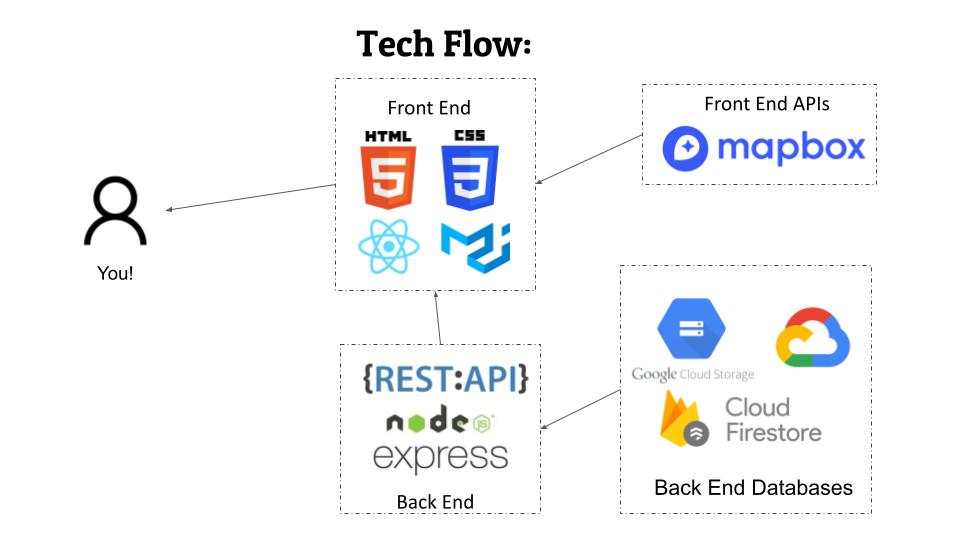 Tech Flow:
Front End
HTML
CSS
5
3
Front End APIs
mapbox
You!
{REST:API}
node
JS
express
Back End
Google Cloud Storage
Cloud
Firestore
Back End Databases